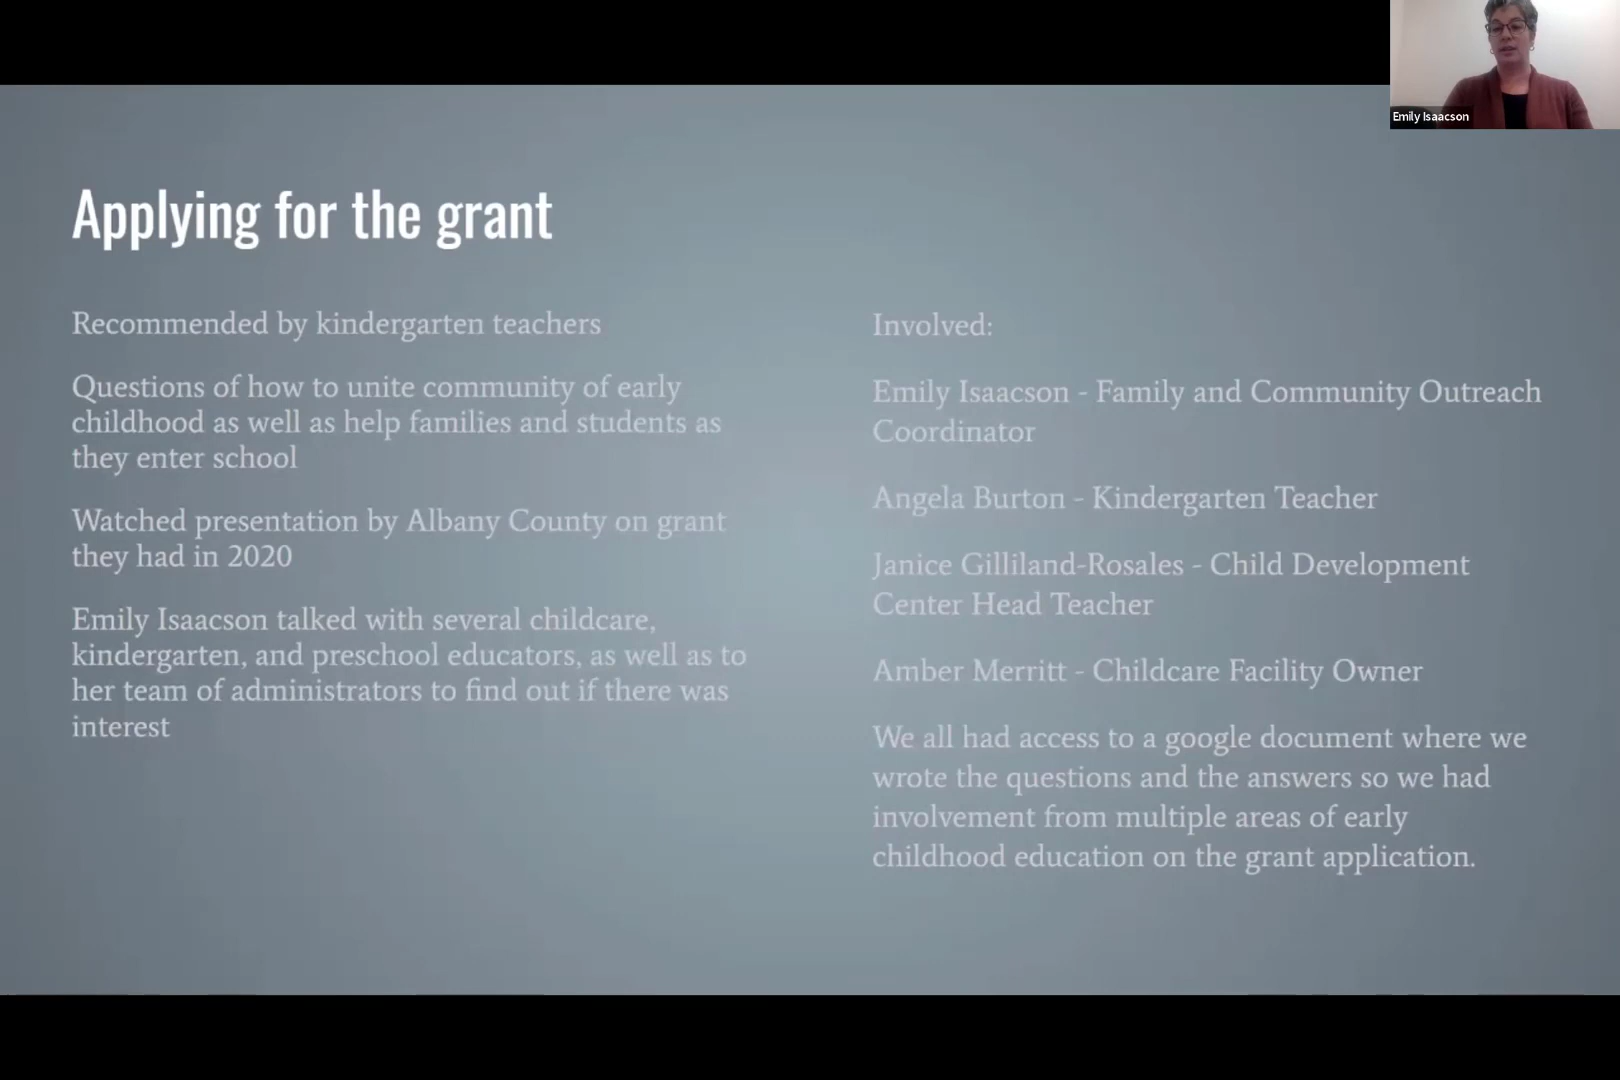 Emily Isaacson
Applying for the grant
Recommended by kindergarten teachers
Questions of how to unite community of early
childhood as well as help families and students as
they enter school
Watched presentation by Albany County on grant
they had in 2020
Emily Isaacson talked with several childcare,
kindergarten, and preschool educators, as well as to
her team of administrators to find out if there was
interest
Involved:
Emily Isaacson - Family and Community Outreach
Coordinator
Angela Burton - Kindergarten Teacher
Janice Gilliland-Rosales - Child Development
Center Head Teacher
Amber Merritt - Childcare Facility Owner
We all had access to a google document where we
wrote the questions and the answers so we had
involvement from multiple areas of early
childhood education on the grant application.